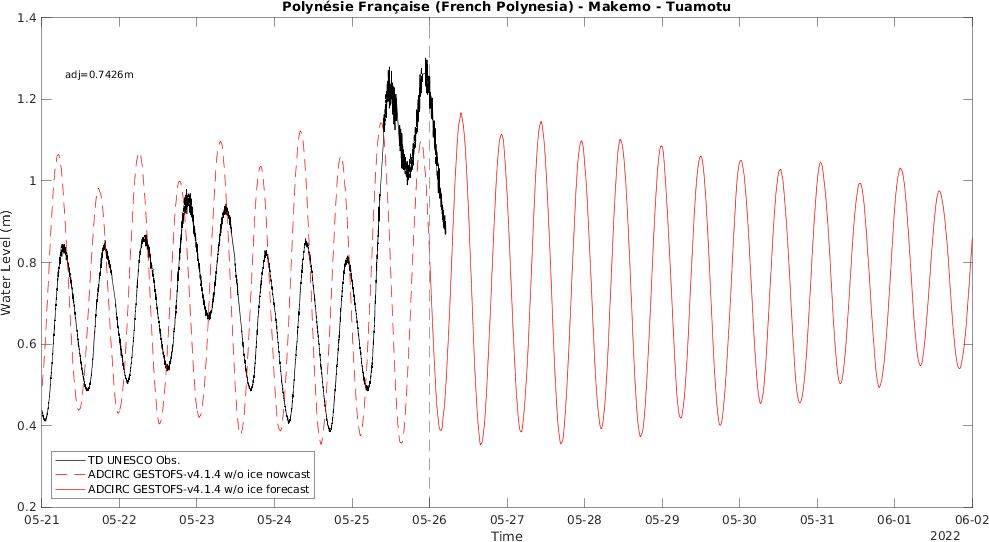 Polynésie Française (French Polynesia) - Makemo - Tuamotu
1.4
adj=0.7426m
1.2
1
0.8
0.6
0.4
0.2
Water Level (m)
TD UNESCO Obs.
ADCIRC GESTOFS-v4.1.4 w/o ice nowcast
ADCIRC GESTOFS-v4.1.4 w/o ice forecast
05-21 05-22 05-23 05-24 05-25 05-26 05-27 05-28 05-29 05-30 05-31 06-01 06-02
Time
2022